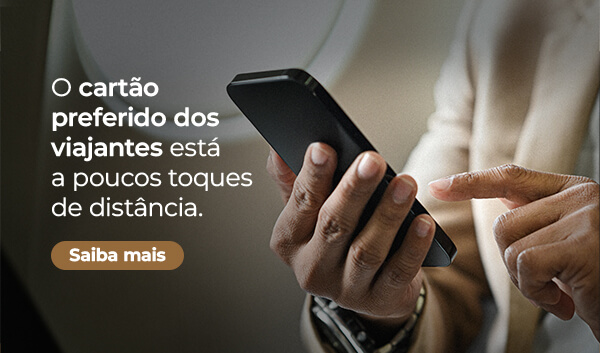 O cartão
preferido dos
viajantes está
a poucos toques
de distância.
Saiba mais